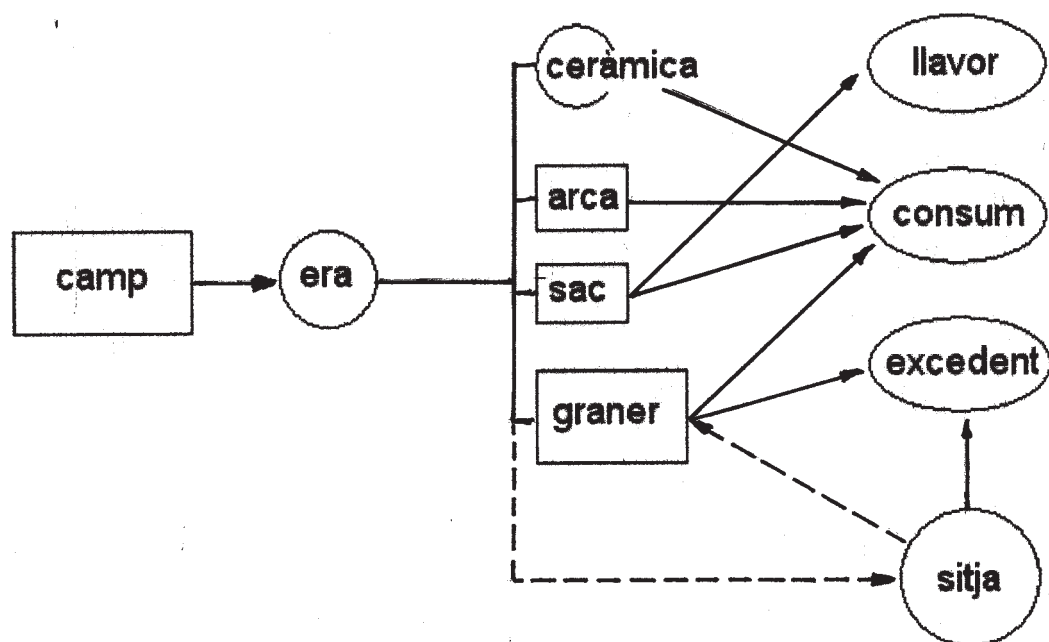 ceràmica
llavor
arca
consum
camp
era
sac
excedent
graner
sitja